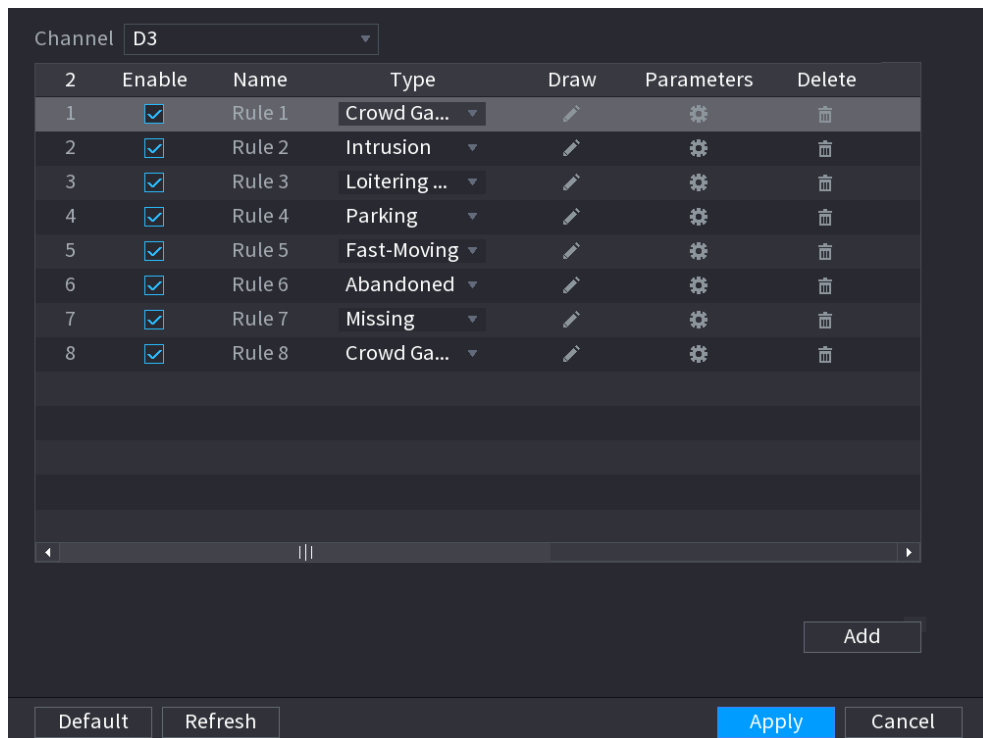 Channel D3
2 Enable Name Type Draw Parameters Delete
1 Rule 1 Crowd Ga...
2 Rule 2 Intrusion
3 Rule 3 Loitering ...
4 Rule 4 Parking
5 Rule 5 Fast-Moving
6 Rule 6 Abandoned
7 Rule 7 Missing
8 Rule 8 Crowd Ga...
Add
Default Refresh Apply Cancel